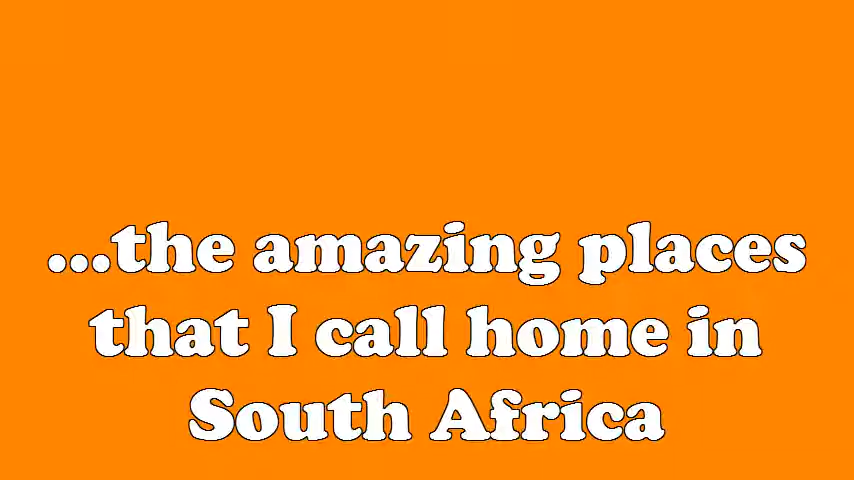 ...the amazing places
that I call home in
South Africa